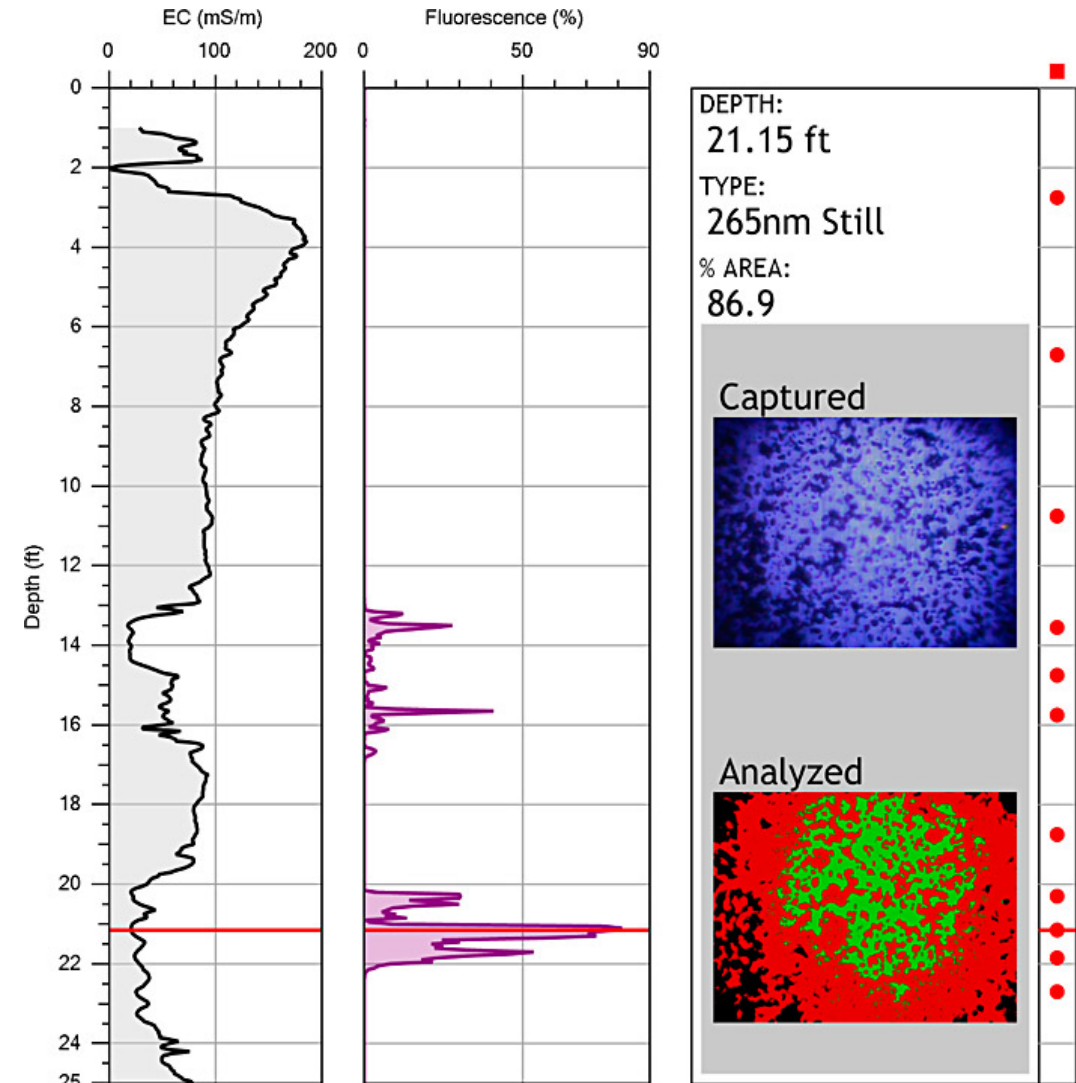 EC (mS/m)
Fluorescence (%)
0 100 200
0 50 90
Depth (ft)
0
2
4
6
8
10
12
14
16
18
20
22
24
25
DEPTH:
21.15 ft
TYPE:
265nm Still
% AREA:
86.9
Captured
Analyzed